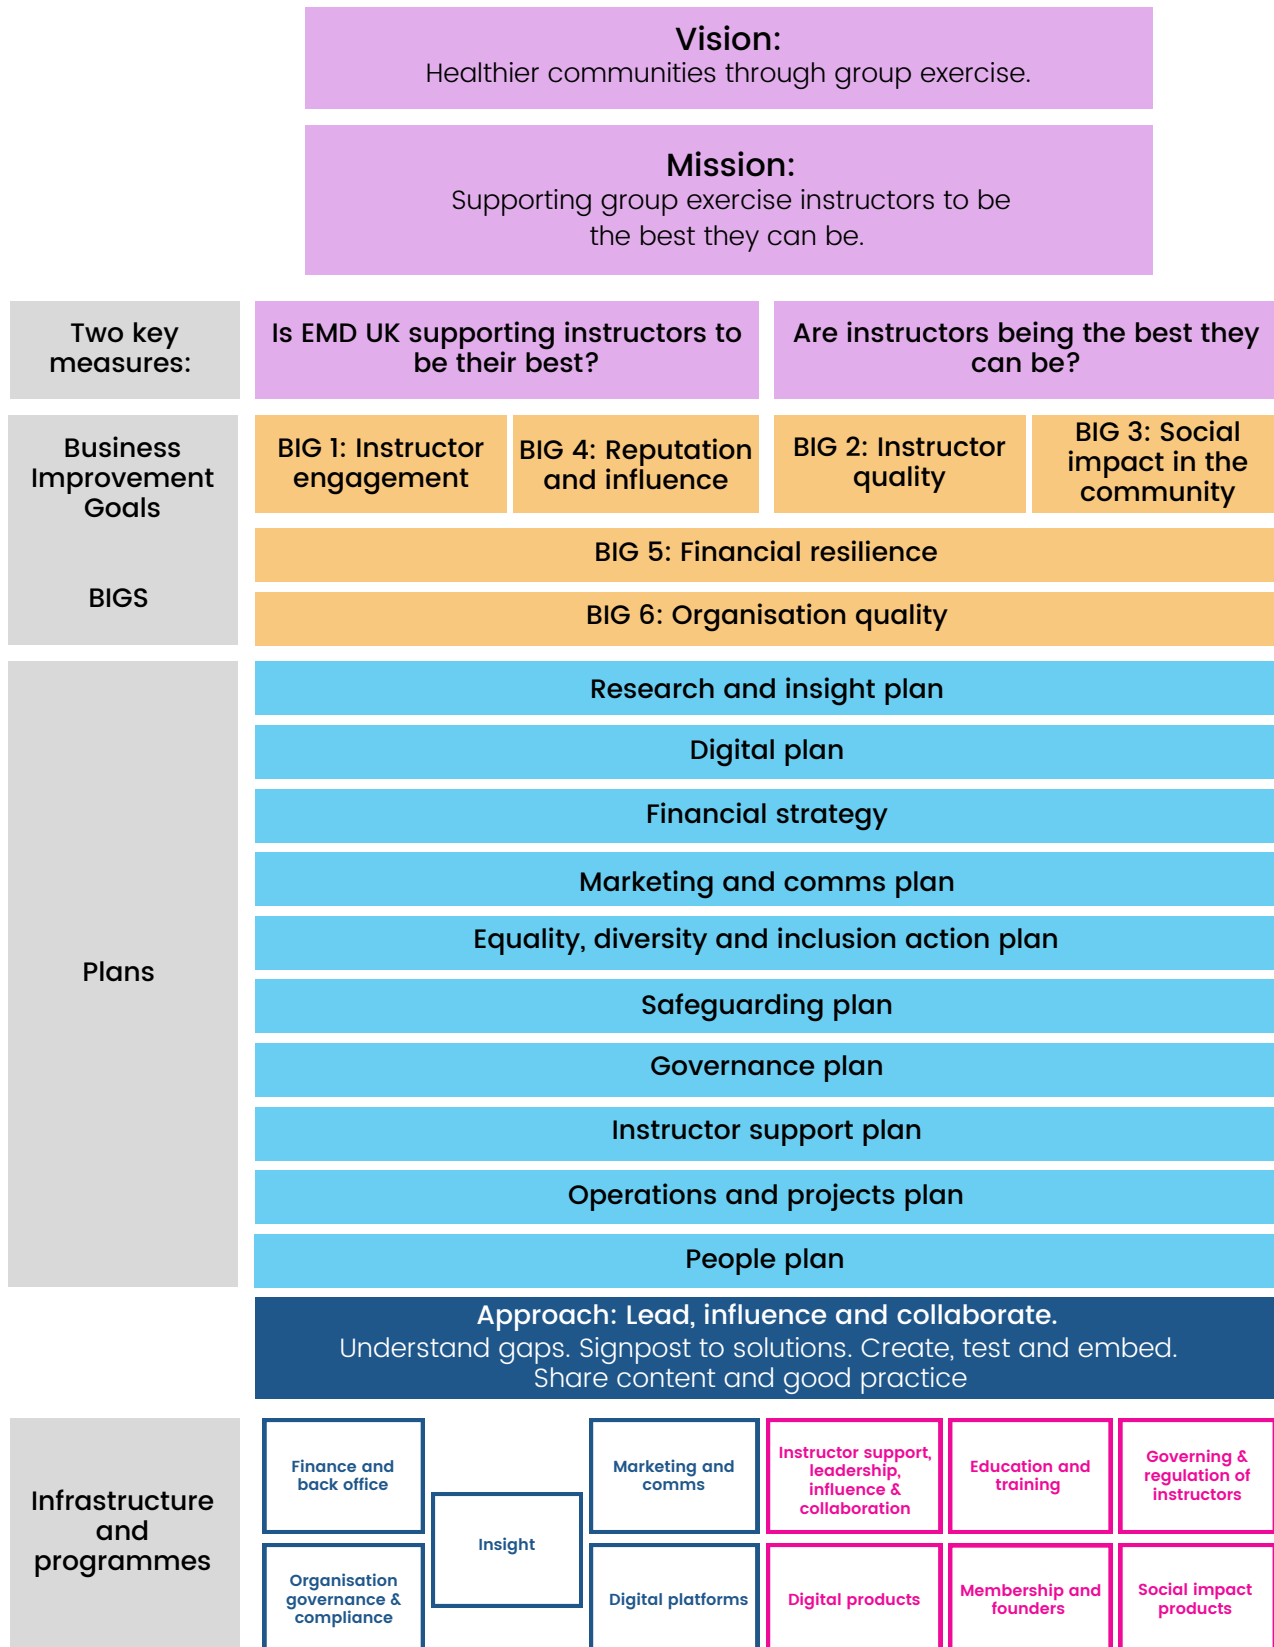 Vision:
Healthier communities through group exercise.
Mission:
Supporting group exercise instructors to be
the best they can be.
Two key
measures:
Is EMD UK supporting instructors to
be their best?
Are instructors being the best they
can be?
Business
Improvement
Goals
BIGS
BIG 1: Instructor
engagement
BIG 4: Reputation
and influence
BIG 2: Instructor
quality
BIG 3: Social
impact in the
community
BIG 5: Financial resilience
BIG 6: Organisation quality
Plans
Research and insight plan
Digital plan
Financial strategy
Marketing and comms plan
Equality, diversity and inclusion action plan
Safeguarding plan
Governance plan
Instructor support plan
Operations and projects plan
People plan
Approach: Lead, influence and collaborate.
Understand gaps. Signpost to solutions. Create, test and embed.
Share content and good practice
Infrastructure
and
programmes
Finance and
back office
Organisation
governance &
compliance
Insight
Marketing and
comms
Digital platforms
Instructor support,
leadership,
influence &
collaboration
Digital products
Education and
training
Membership and
founders
Governing &
regulation of
instructors
Social impact
products